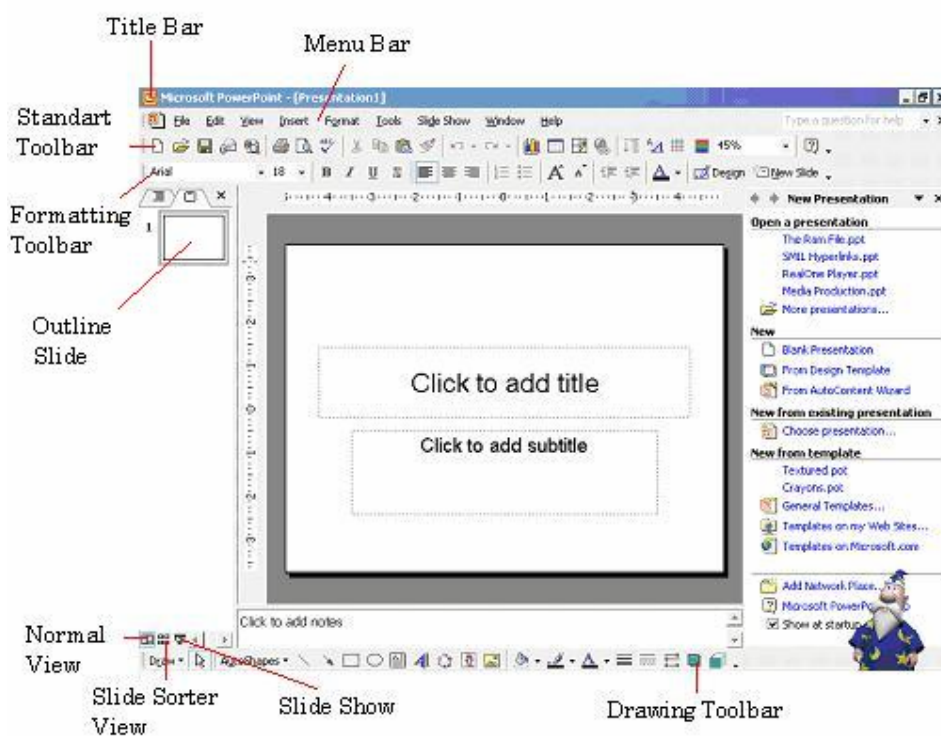 Title Bar
Menu Bar
Microsoft PowerPoint - [Presentation1]
Standart
Toolbar
File Edit View Insert Format Tools Slide Show Window Help
Type a question for help
45%
Arial 18 B I U S Design New Slide
Formatting
Toolbar
1
Outline
Slide
New Presentation
Open a presentation
The Ram File.ppt
SMIL Hyperlinks.ppt
RealOne Player.ppt
Media Production.ppt
More presentations...
New
Blank Presentation
From Design Template
From AutoContent Wizard
New from existing presentation
Choose presentation...
New from template
Textured.pot
Crayons.pot
General Templates...
Templates on my Web Sites...
Templates on Microsoft.com
Add Network Place...
Microsoft PowerPo
Show at startup
Click to add title
Click to add subtitle
Click to add notes
Draw AutoShapes
Normal
View
Slide Sorter
View
Slide Show
Drawing Toolbar